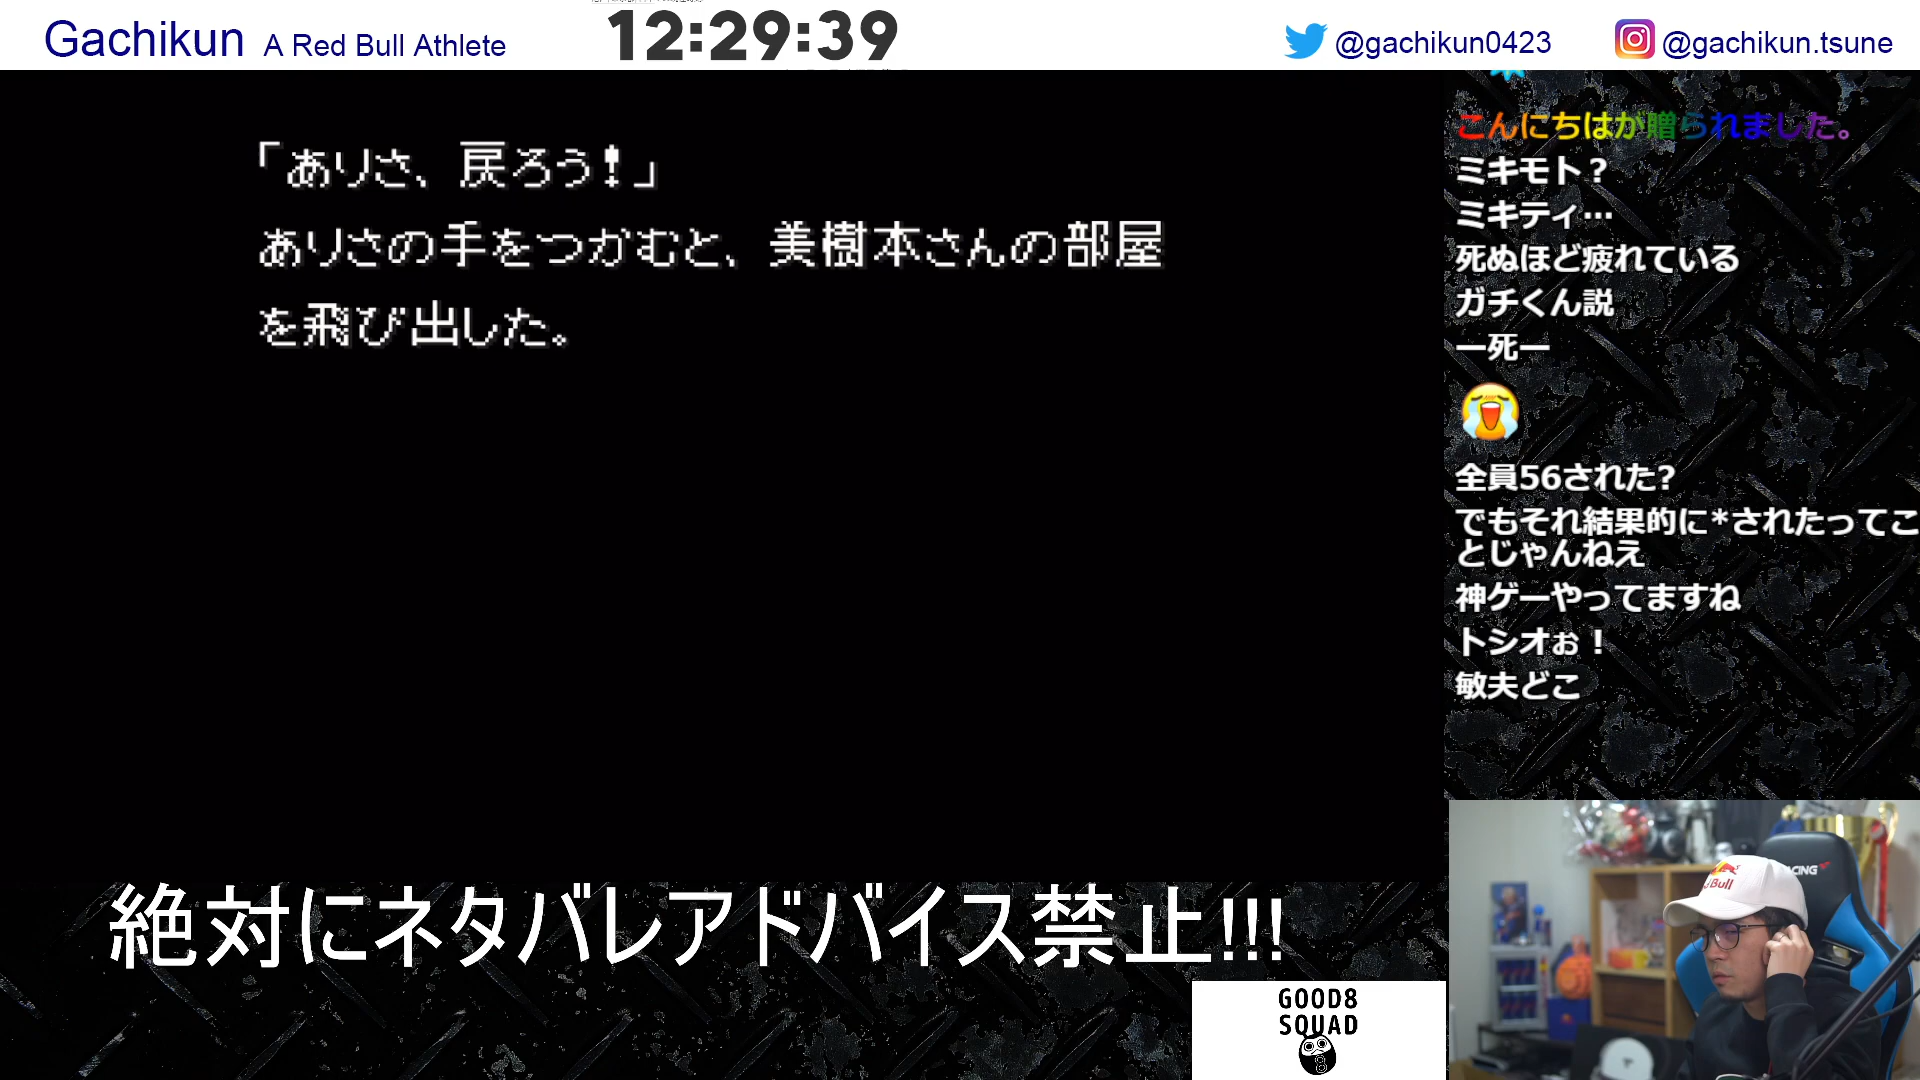 Gachikun A Red Bull Athlete
12:29:39
@gachikun0423
@gachikun.tsune
「ありさ、戻ろう!」
ありさの手をつかむと、美樹本さんの部屋
を飛び出した。
こんにちはが贈られました。
ミキモト?
ミキティ…
死ぬほど疲れている
ガチくん説
ー死ー
全員56された?
でもそれ結果的に*されたってこ
とじゃんねえ
神ゲーやってますね
トシオぉ!
敏夫どこ
絶対にネタバレアドバイス禁止!!!
GOOD8
SQUAD
Red Bull